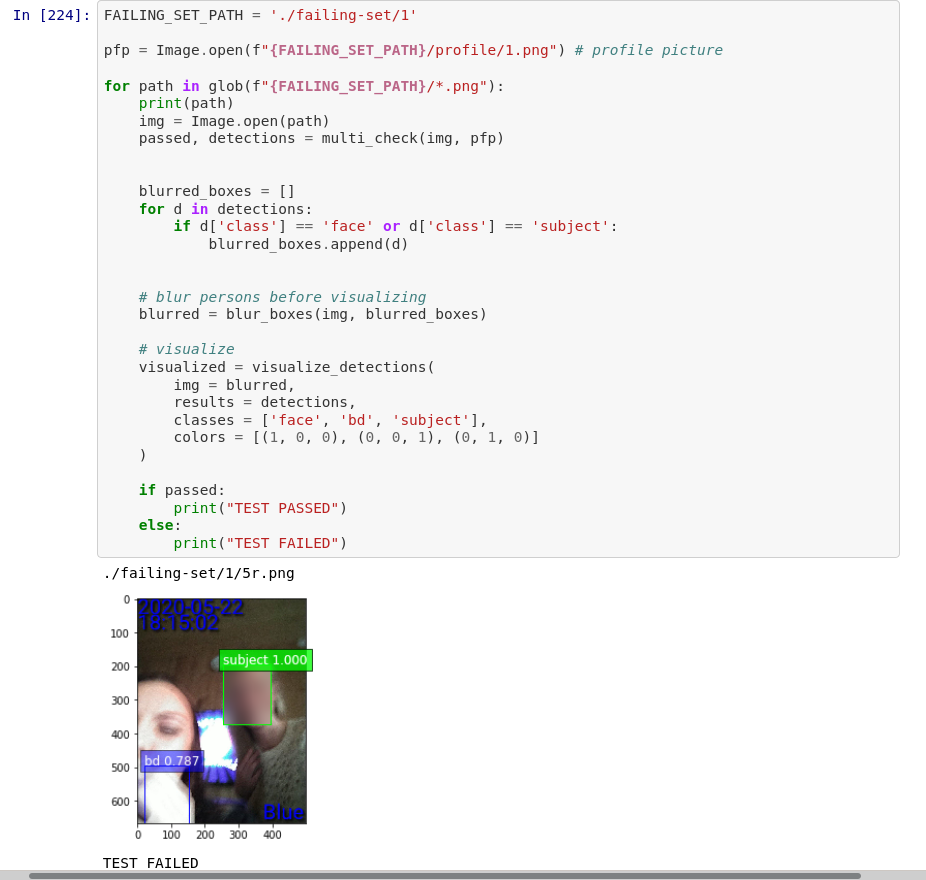 In [224]:
FAILING_SET_PATH = './failing-set/1'
pfp = Image.open(f"{FAILING_SET_PATH}/profile/1.png") # profile picture
for path in glob(f"{FAILING_SET_PATH}/*.png"):
    print(path)
    img = Image.open(path)
    passed, detections = multi_check(img, pfp)
    blurred_boxes = []
    for d in detections:
        if d['class'] == 'face' or d['class'] == 'subject':
            blurred_boxes.append(d)
    # blur persons before visualizing
    blurred = blur_boxes(img, blurred_boxes)
    # visualize
    visualized = visualize_detections(
        img = blurred,
        results = detections,
        classes = ['face', 'bd', 'subject'],
        colors = [(1, 0, 0), (0, 0, 1), (0, 1, 0)]
    )
    if passed:
        print("TEST PASSED")
    else:
        print("TEST FAILED")
./failing-set/1/5r.png
0
2020-05-22
18:15:02
100
subject 1.000
200
300
400
bd 0.787
500
600
Blue
0 100 200 300 400
TEST FAILED